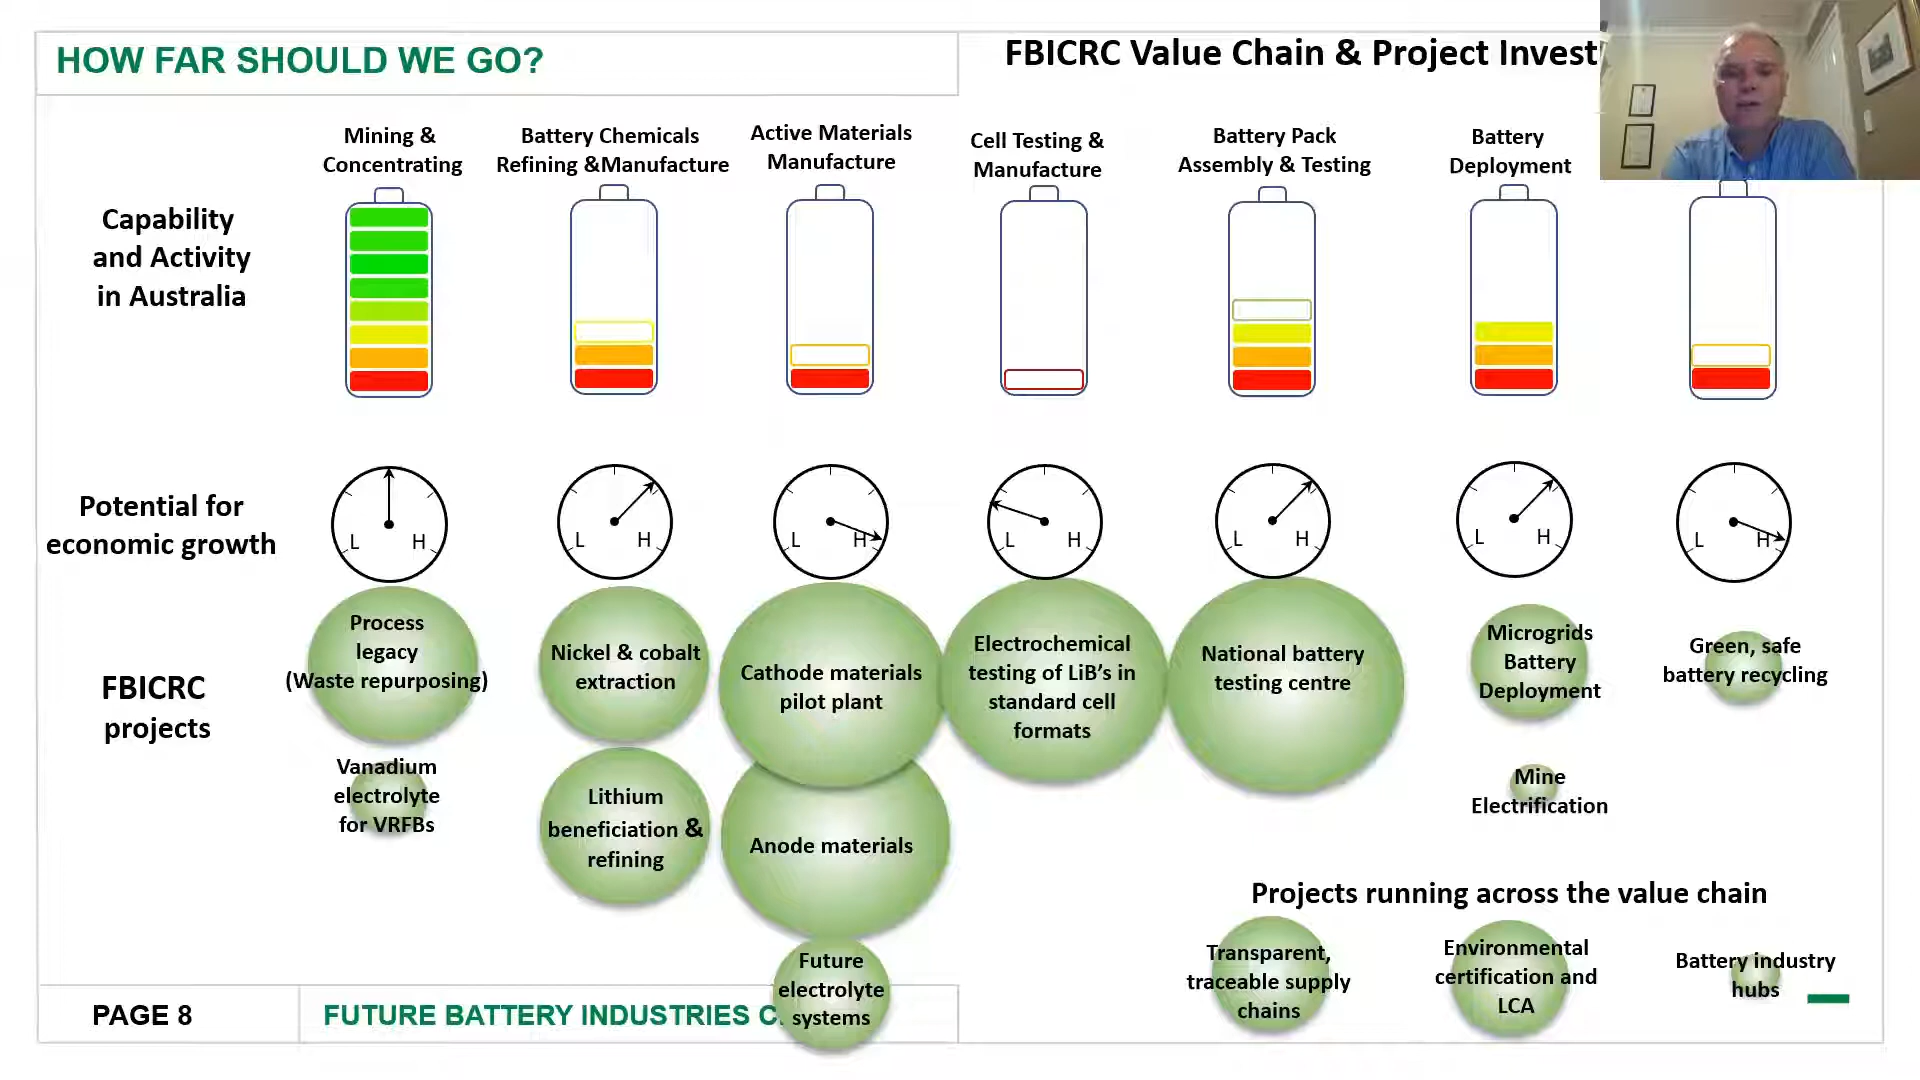 HOW FAR SHOULD WE GO?
FBICRC Value Chain & Project Invest
Mining &
Concentrating
Battery Chemicals
Refining &Manufacture
Active Materials
Manufacture
Cell Testing &
Manufacture
Battery Pack
Assembly & Testing
Battery
Deployment
Capability
and Activity
in Australia
Potential for
economic growth
L H
L H
L H
L H
L H
L H
L H
FBICRC
projects
Process
legacy
(Waste repurposing)
Vanadium
electrolyte
for VRFBs
Nickel & cobalt
extraction
Lithium
beneficiation &
refining
Cathode materials
pilot plant
Anode materials
Future
electrolyte
systems
Electrochemical
testing of LiB's in
standard cell
formats
National battery
testing centre
Microgrids
Battery
Deployment
Mine
Electrification
Green, safe
battery recycling
Projects running across the value chain
Transparent,
traceable supply
chains
Environmental
certification and
LCA
Battery industry
hubs
PAGE 8
FUTURE BATTERY INDUSTRIES C